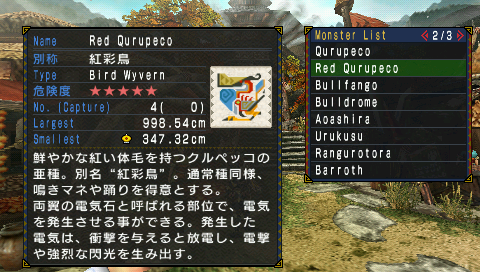 Name Red Qurupeco
別称 紅彩鳥
Type Bird Wyvern
危険度 ★★★★★
No. (Capture) 4( 0)
Largest 998.54cm
Smallest 347.32cm
鮮やかな紅い体毛を持つクルペッコの
亜種。別名“紅彩鳥”。通常種同様、
鳴きマネや踊りを得意とする。
両翼の電気石と呼ばれる部位で、電気
を発生させる事ができる。発生した
電気は、衝撃を与えると放電し、電撃
や強烈な閃光を生み出す。
Monster List 2/3
Qurupeco
Red Qurupeco
Bullfango
Bulldrome
Aoashira
Urukusu
Rangurotora
Barroth